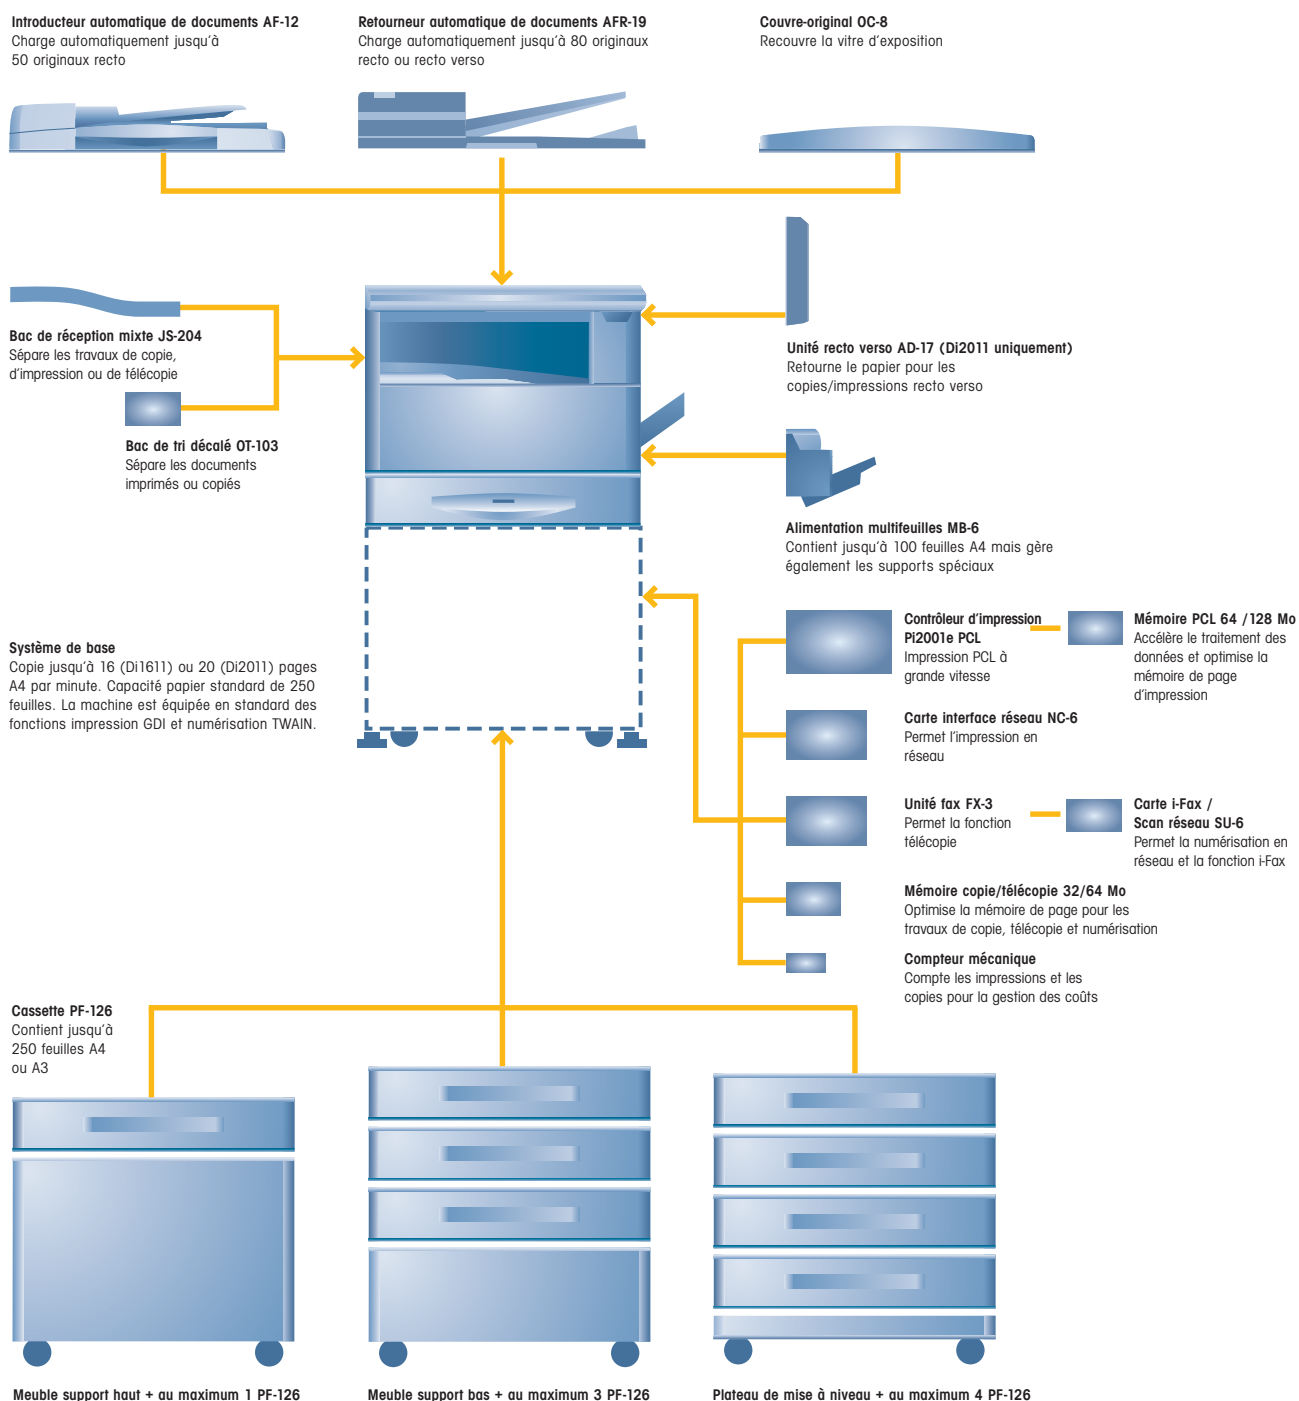 Introducteur automatique de documents AF-12
Charge automatiquement jusqu'à
50 originaux recto
Retourneur automatique de documents AFR-19
Charge automatiquement jusqu'à 80 originaux
recto ou recto verso
Couvre-original OC-8
Recouvre la vitre d'exposition
Bac de réception mixte JS-204
Sépare les travaux de copie,
d'impression ou de télécopie
Bac de tri décalé OT-103
Sépare les documents
imprimés ou copiés
Unité recto verso AD-17 (Di2011 uniquement)
Retourne le papier pour les
copies/impressions recto verso
Alimentation multifeuilles MB-6
Contient jusqu'à 100 feuilles A4 mais gère
également les supports spéciaux
Système de base
Copie jusqu'à 16 (Di1611) ou 20 (Di2011) pages
A4 par minute. Capacité papier standard de 250
feuilles. La machine est équipée en standard des
fonctions impression GDI et numérisation TWAIN.
Contrôleur d'impression
Pi2001e PCL
Impression PCL à
grande vitesse
Mémoire PCL 64 /128 Mo
Accélère le traitement des
données et optimise la
mémoire de page
d'impression
Carte interface réseau NC-6
Permet l'impression en
réseau
Unité fax FX-3
Permet la fonction
télécopie
Carte i-Fax /
Scan réseau SU-6
Permet la numérisation en
réseau et la fonction i-Fax
Mémoire copie/télécopie 32/64 Mo
Optimise la mémoire de page pour les
travaux de copie, télécopie et numérisation
Compteur mécanique
Compte les impressions et les
copies pour la gestion des coûts
Cassette PF-126
Contient jusqu'à
250 feuilles A4
ou A3
Meuble support haut + au maximum 1 PF-126
Meuble support bas + au maximum 3 PF-126
Plateau de mise à niveau + au maximum 4 PF-126